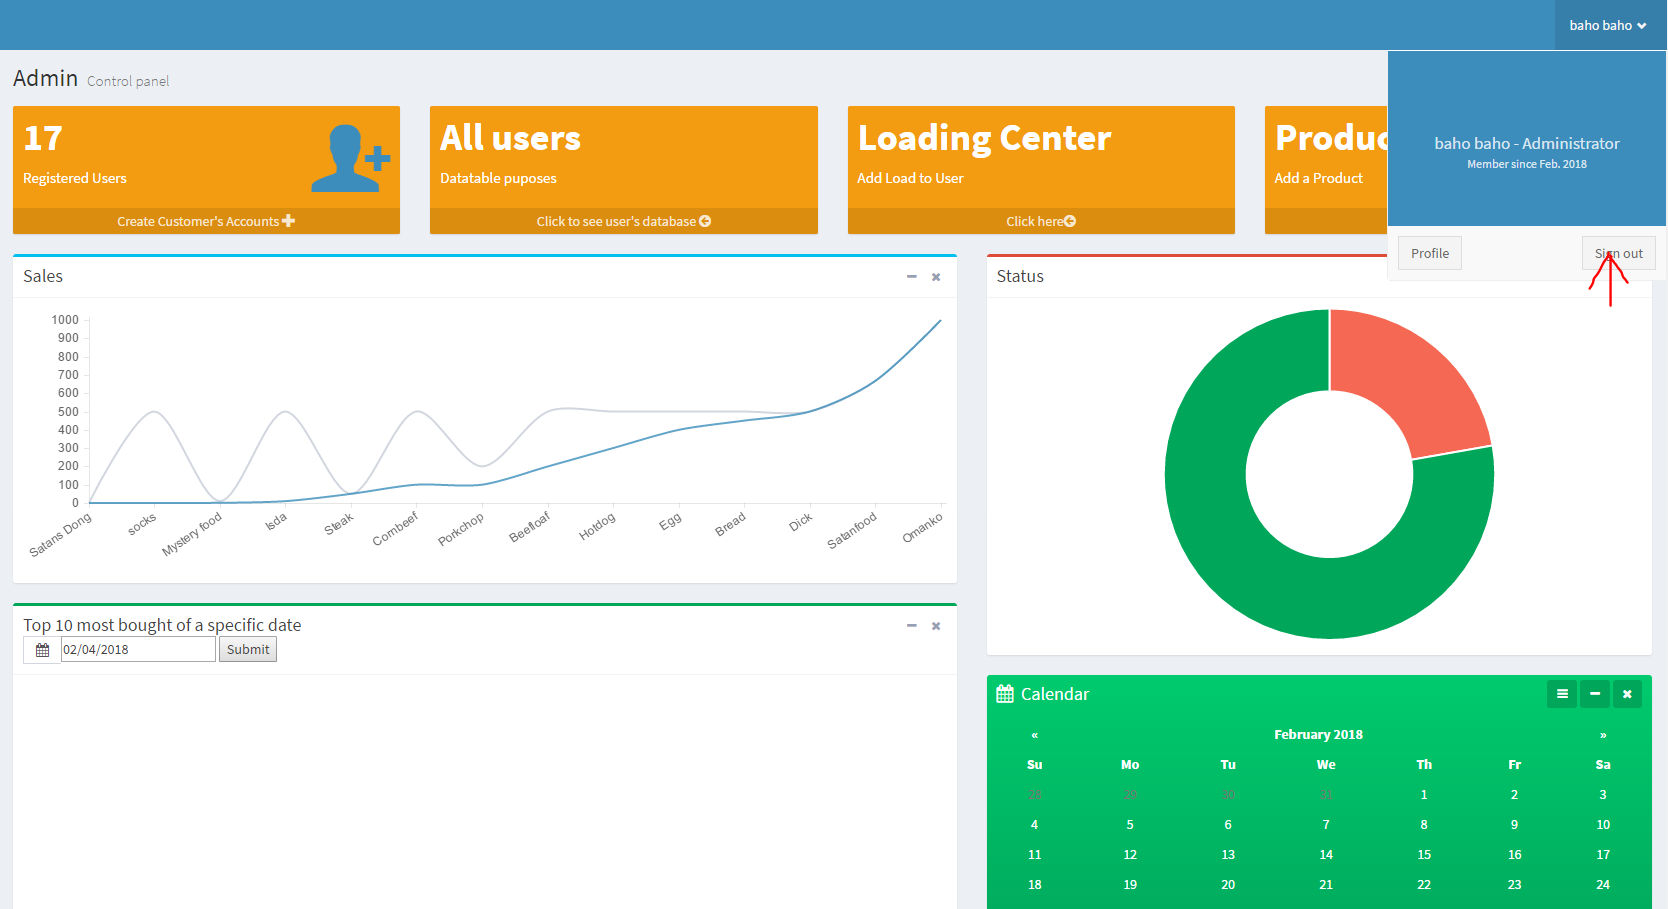 baho baho
Admin Control panel
17
Registered Users
Create Customer's Accounts
All users
Datatable puposes
Click to see user's database
Loading Center
Add Load to User
Click here
Produc
Add a Product
baho baho - Administrator
Member since Feb. 2018
Profile
Sign out
Sales
1000
900
800
700
600
500
400
300
200
100
0
Satans Dong
socks
Mystery food
Isda
Steak
Cornbeef
Porkchop
Beefloaf
Hotdog
Egg
Bread
Dick
Satanfood
Omanko
Status
Top 10 most bought of a specific date
02/04/2018 Submit
Calendar
« February 2018 »
Su Mo Tu We Th Fr Sa
28 29 30 31 1 2 3
4 5 6 7 8 9 10
11 12 13 14 15 16 17
18 19 20 21 22 23 24